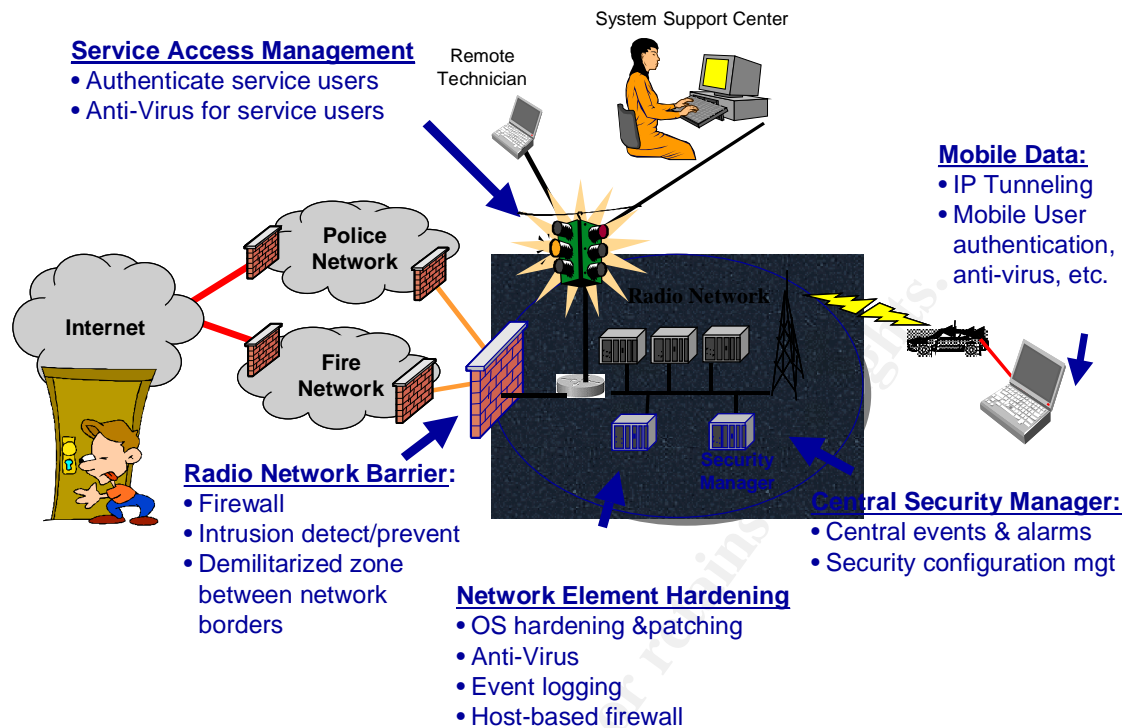 System Support Center
Service Access Management
• Authenticate service users
• Anti-Virus for service users
Remote
Technician
Mobile Data:
• IP Tunneling
• Mobile User
authentication,
anti-virus, etc.
Police
Network
Internet
Fire
Network
Radio Network
Security
Manager
Radio Network Barrier:
• Firewall
• Intrusion detect/prevent
• Demilitarized zone
between network
borders
Central Security Manager:
• Central events & alarms
• Security configuration mgt
Network Element Hardening
• OS hardening &patching
• Anti-Virus
• Event logging
• Host-based firewall